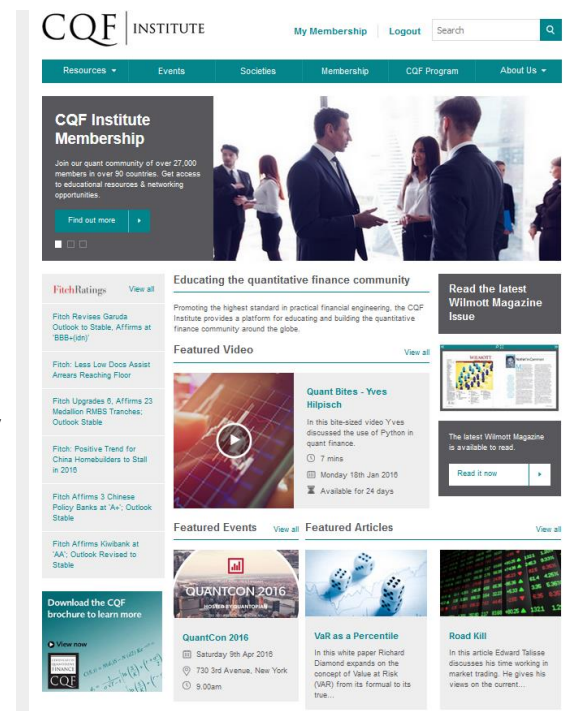 CQF INSTITUTE
My Membership Logout Search
Resources Events Societies Membership CQF Program About Us
CQF Institute
Membership
Join our quant community of over 27,000
members in over 90 countries. Get access
to educational resources & networking
opportunities.
Find out more
FitchRatings View all
Fitch Revises Garuda
Outlook to Stable, Affirms at
'BBB+(idn)'
Fitch: Less Low Docs Assist
Arrears Reaching Floor
Fitch Upgrades 6, Affirms 23
Medallion RMBS Tranches;
Outlook Stable
Fitch: Positive Trend for
China Homebuilders to Stall
in 2016
Fitch Affirms 3 Chinese
Policy Banks at 'A+'; Outlook
Stable
Fitch Affirms Kiwibank at
'AA'; Outlook Revised to
Stable
Download the CQF
brochure to learn more
View now
FINANCE
CQF
Educating the quantitative finance community
Promoting the highest standard in practical financial engineering, the CQF
Institute provides a platform for educating and building the quantitative
finance community around the globe.
Featured Video View all
Quant Bites - Yves
Hilpisch
In this bite-sized video Yves
discussed the use of Python in
quant finance.
7 mins
Monday 18th Jan 2016
Available for 24 days
Read the latest
Wilmott Magazine
Issue
WILMOTT
The latest Wilmott Magazine
is available to read.
Read it now
Featured Events View all
QUANTCON 2016
HOSTED BY QUANTOPIAN
QuantCon 2016
Saturday 9th Apr 2016
730 3rd Avenue, New York
9.00am
Featured Articles View all
VaR as a Percentile
In this white paper Richard
Diamond expands on the
concept of Value at Risk
(VAR) from its formual to its
true...
Road Kill
In this article Edward Talisse
discusses his time working in
market trading. He gives his
views on the current...